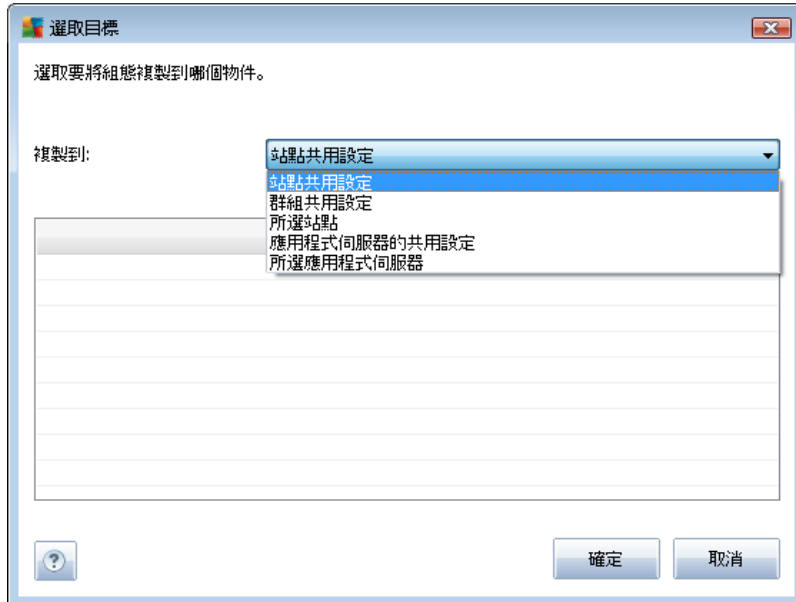 選取目標
選取要將組態複製到哪個物件。
複製到:
站點共用設定
站點共用設定
群組共用設定
所選站點
應用程式伺服器的共用設定
所選應用程式伺服器
?
確定
取消